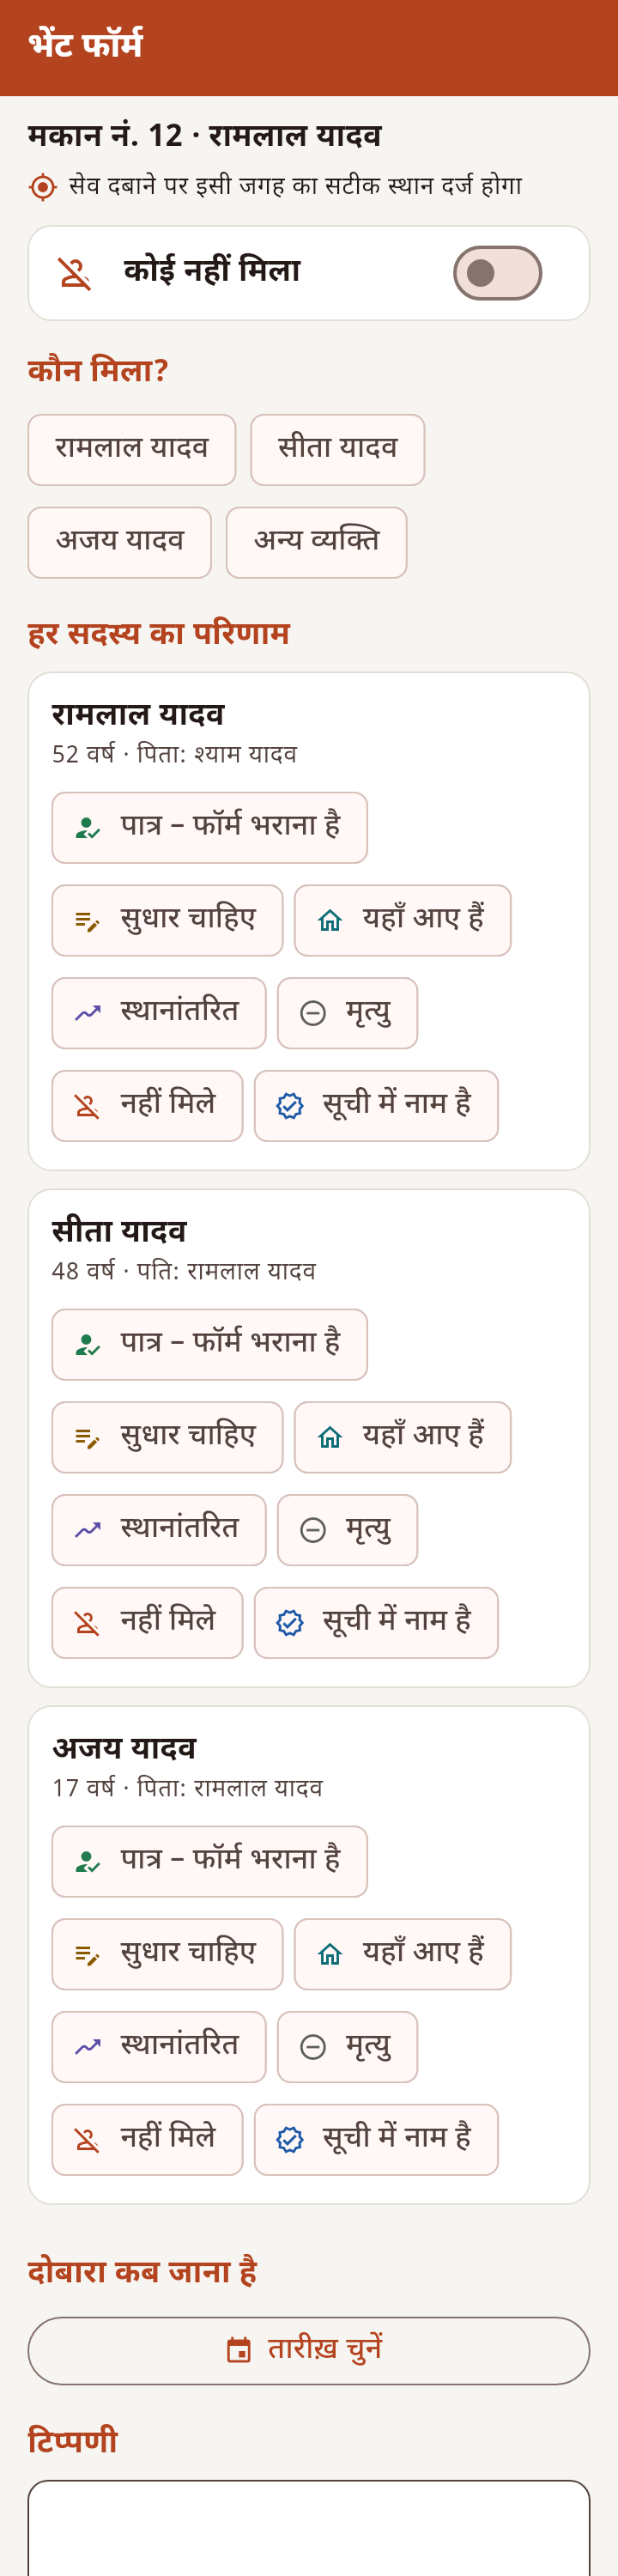 भेंट फॉर्म
मकान नं. 12 · रामलाल यादव
सेव दबाने पर इसी जगह का सटीक स्थान दर्ज होगा
कोई नहीं मिला
कौन मिला?
रामलाल यादव सीता यादव
अजय यादव अन्य व्यक्ति
हर सदस्य का परिणाम
रामलाल यादव
52 वर्ष · पिता: श्याम यादव
पात्र – फॉर्म भराना है
सुधार चाहिए यहाँ आए हैं
स्थानांतरित मृत्यु
नहीं मिले सूची में नाम है
सीता यादव
48 वर्ष · पति: रामलाल यादव
पात्र – फॉर्म भराना है
सुधार चाहिए यहाँ आए हैं
स्थानांतरित मृत्यु
नहीं मिले सूची में नाम है
अजय यादव
17 वर्ष · पिता: रामलाल यादव
पात्र – फॉर्म भराना है
सुधार चाहिए यहाँ आए हैं
स्थानांतरित मृत्यु
नहीं मिले सूची में नाम है
दोबारा कब जाना है
तारीख़ चुनें
टिप्पणी